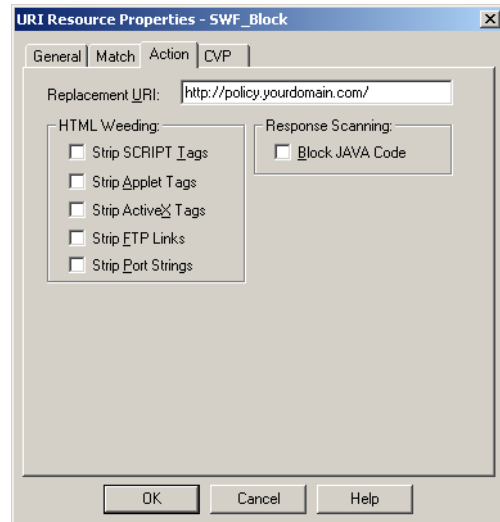 URI Resource Properties - SWF_Block
General Match Action CVP
Replacement URI: http://policy.yourdomain.com/
HTML Weeding:
Strip SCRIPT Tags
Strip Applet Tags
Strip ActiveX Tags
Strip FTP Links
Strip Port Strings
Response Scanning:
Block JAVA Code
OK Cancel Help